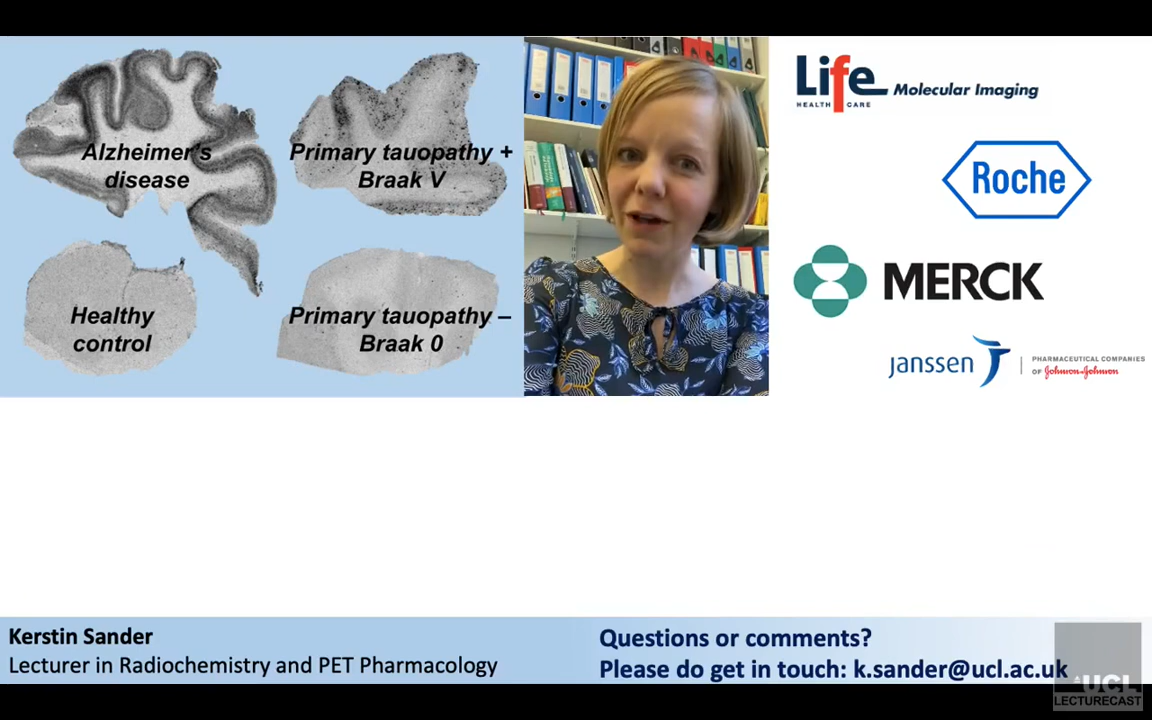 Alzheimer's
disease
Primary tauopathy +
Braak V
Healthy
control
Primary tauopathy –
Braak 0
Life
HEALTH CARE
Molecular Imaging
Roche
MERCK
janssen
PHARMACEUTICAL COMPANIES
OF Johnson & Johnson
Kerstin Sander
Lecturer in Radiochemistry and PET Pharmacology
Questions or comments?
Please do get in touch: k.sander@ucl.ac.uk
UCL
LECTURECAST